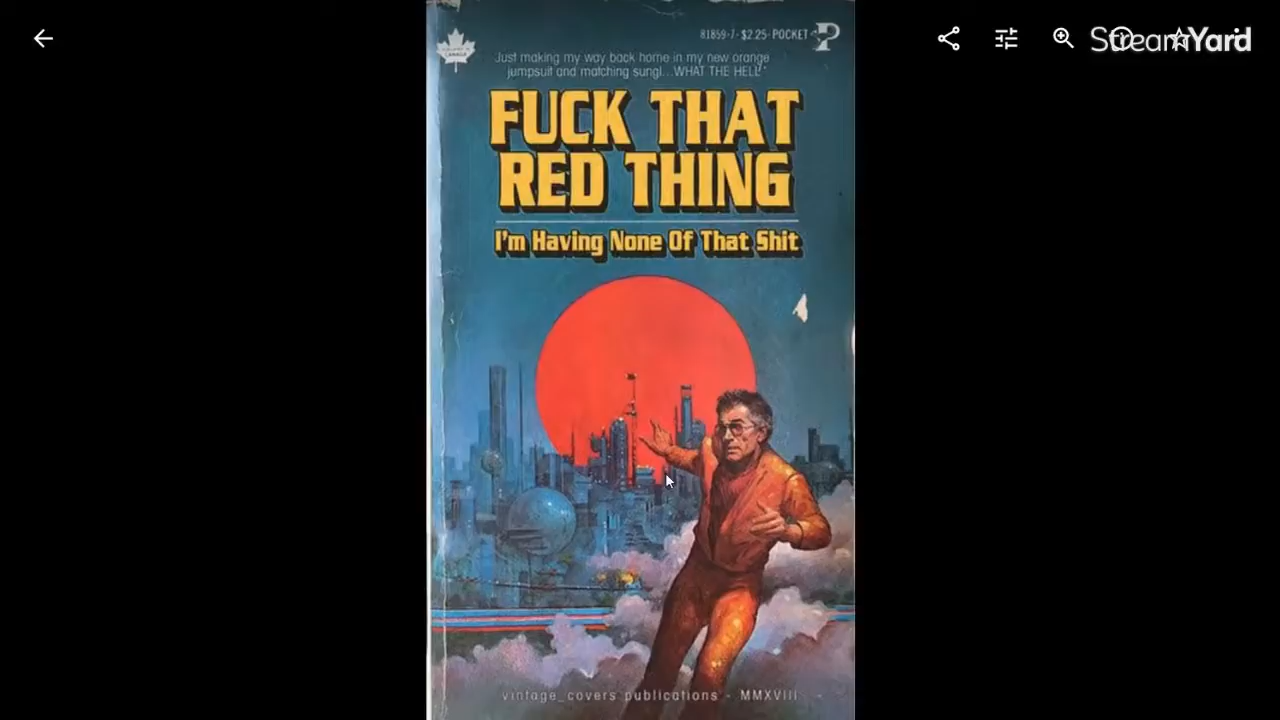 StreamYard
81859-7 · $2.25 · POCKET
CANADA
Just making my way back home in my new orange
jumpsuit and matching sungl...WHAT THE HELL!"
FUCK THAT
RED THING
I'm Having None Of That Shit
vintage_covers publications - MMXVIII